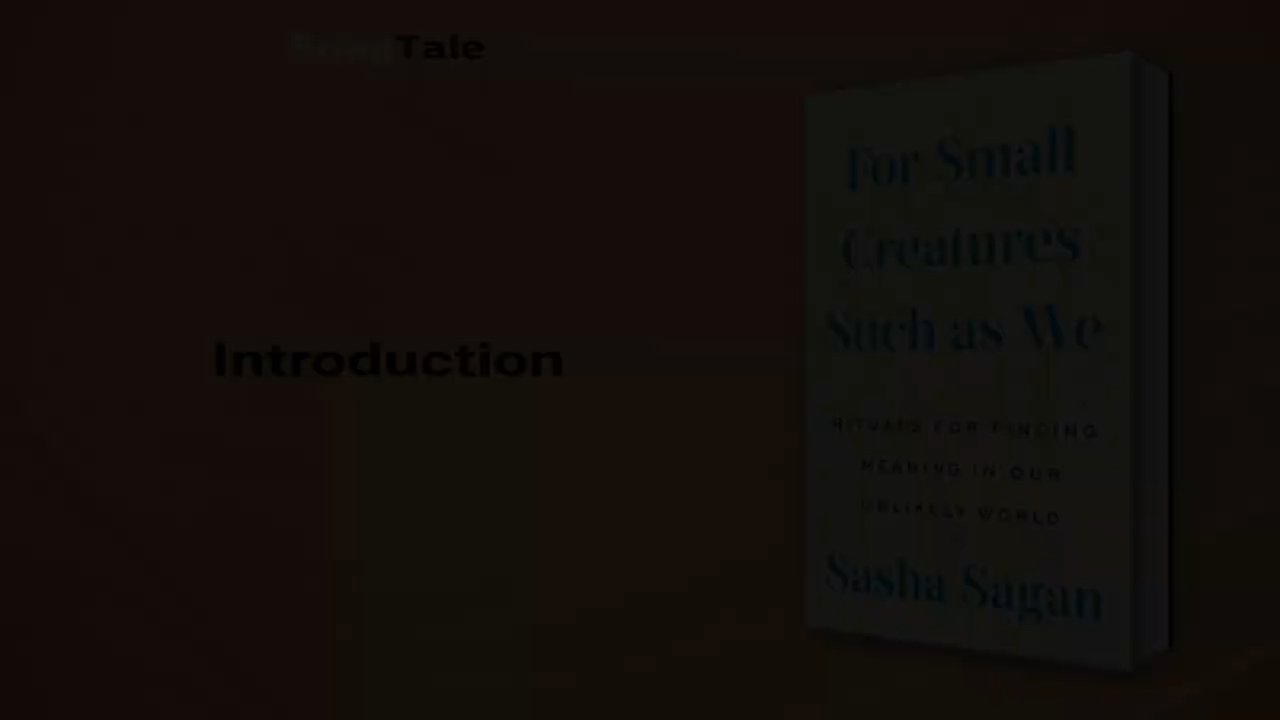 Tale
Introduction
For Small
Creatures
Such as We
RITUALS FOR FINDING
MEANING IN OUR
UNLIKELY WORLD
Sasha Sagan